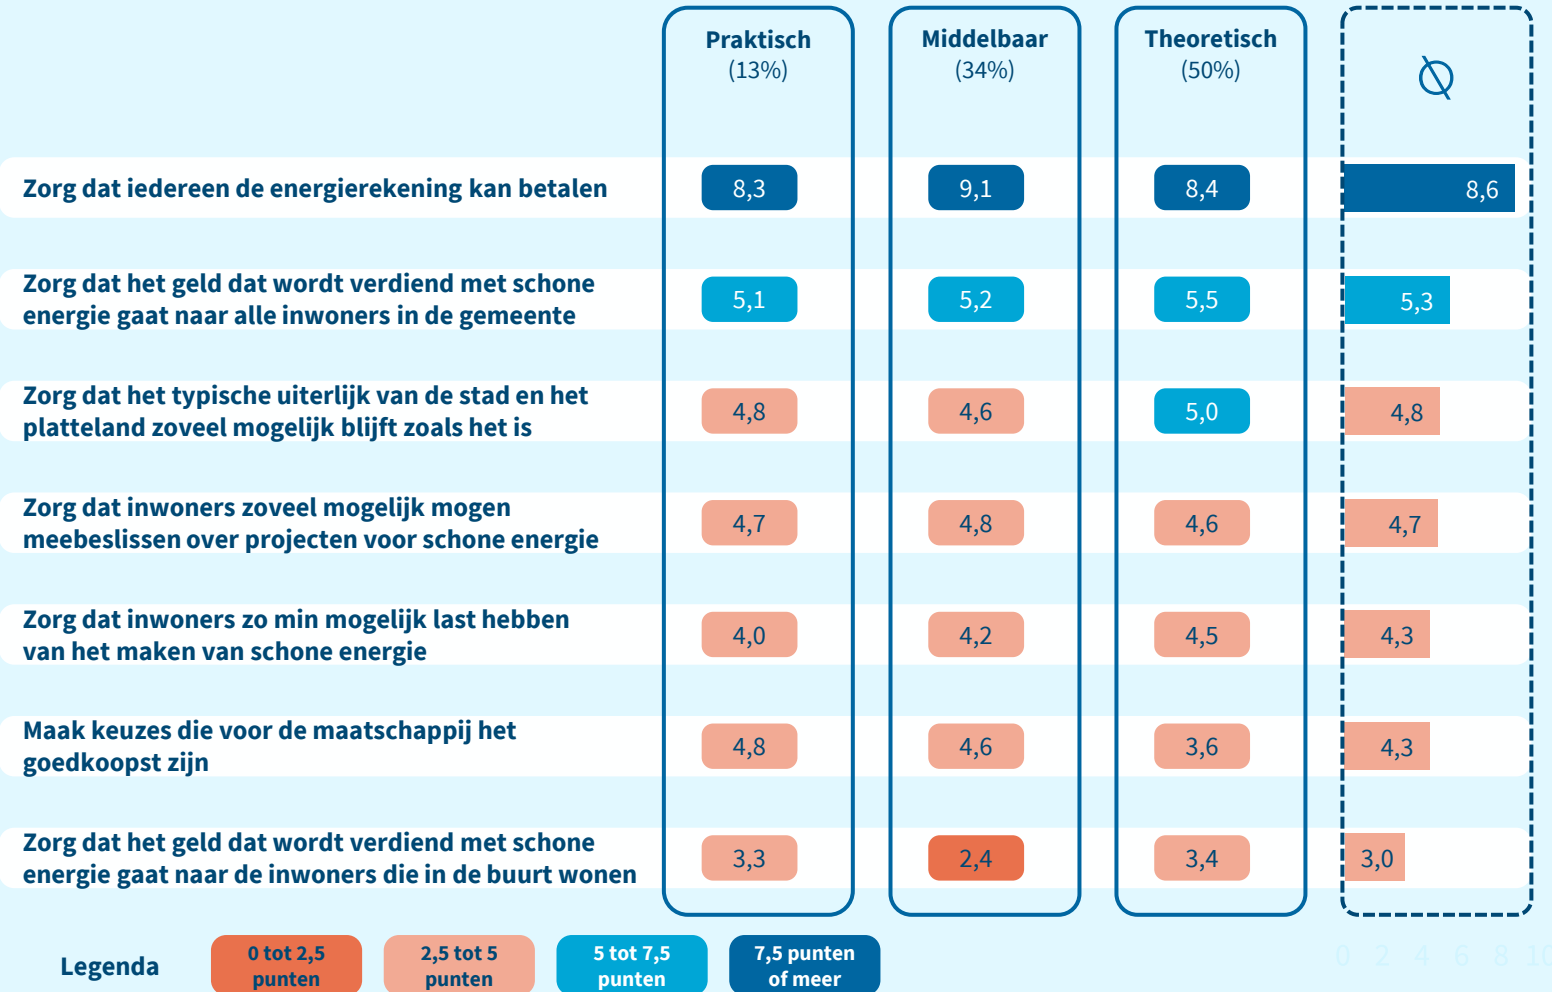 Praktisch
(13%)
Middelbaar
(34%)
Theoretisch
(50%)
Ø
Zorg dat iedereen de energierekening kan betalen
8,3
9,1
8,4
8,6
Zorg dat het geld dat wordt verdiend met schone
energie gaat naar alle inwoners in de gemeente
5,1
5,2
5,5
5,3
Zorg dat het typische uiterlijk van de stad en het
platteland zoveel mogelijk blijft zoals het is
4,8
4,6
5,0
4,8
Zorg dat inwoners zoveel mogelijk mogen
meebeslissen over projecten voor schone energie
4,7
4,8
4,6
4,7
Zorg dat inwoners zo min mogelijk last hebben
van het maken van schone energie
4,0
4,2
4,5
4,3
Maak keuzes die voor de maatschappij het
goedkoopst zijn
4,8
4,6
3,6
4,3
Zorg dat het geld dat wordt verdiend met schone
energie gaat naar de inwoners die in de buurt wonen
3,3
2,4
3,4
3,0
Legenda
0 tot 2,5
punten
2,5 tot 5
punten
5 tot 7,5
punten
7,5 punten
of meer
0 2 4 6 8 10